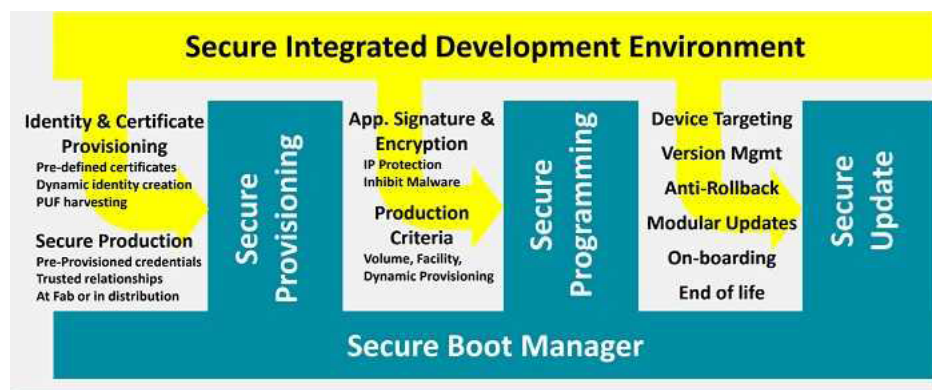 Secure Integrated Development Environment
Identity & Certificate
Provisioning
Pre-defined certificates
Dynamic identity creation
PUF harvesting
Secure Production
Pre-Provisioned credentials
Trusted relationships
At Fab or in distribution
Secure
Provisioning
App. Signature &
Encryption
IP Protection
Inhibit Malware
Production
Criteria
Volume, Facility,
Dynamic Provisioning
Secure
Programming
Device Targeting
Version Mgmt
Anti-Rollback
Modular Updates
On-boarding
End of life
Secure
Update
Secure Boot Manager